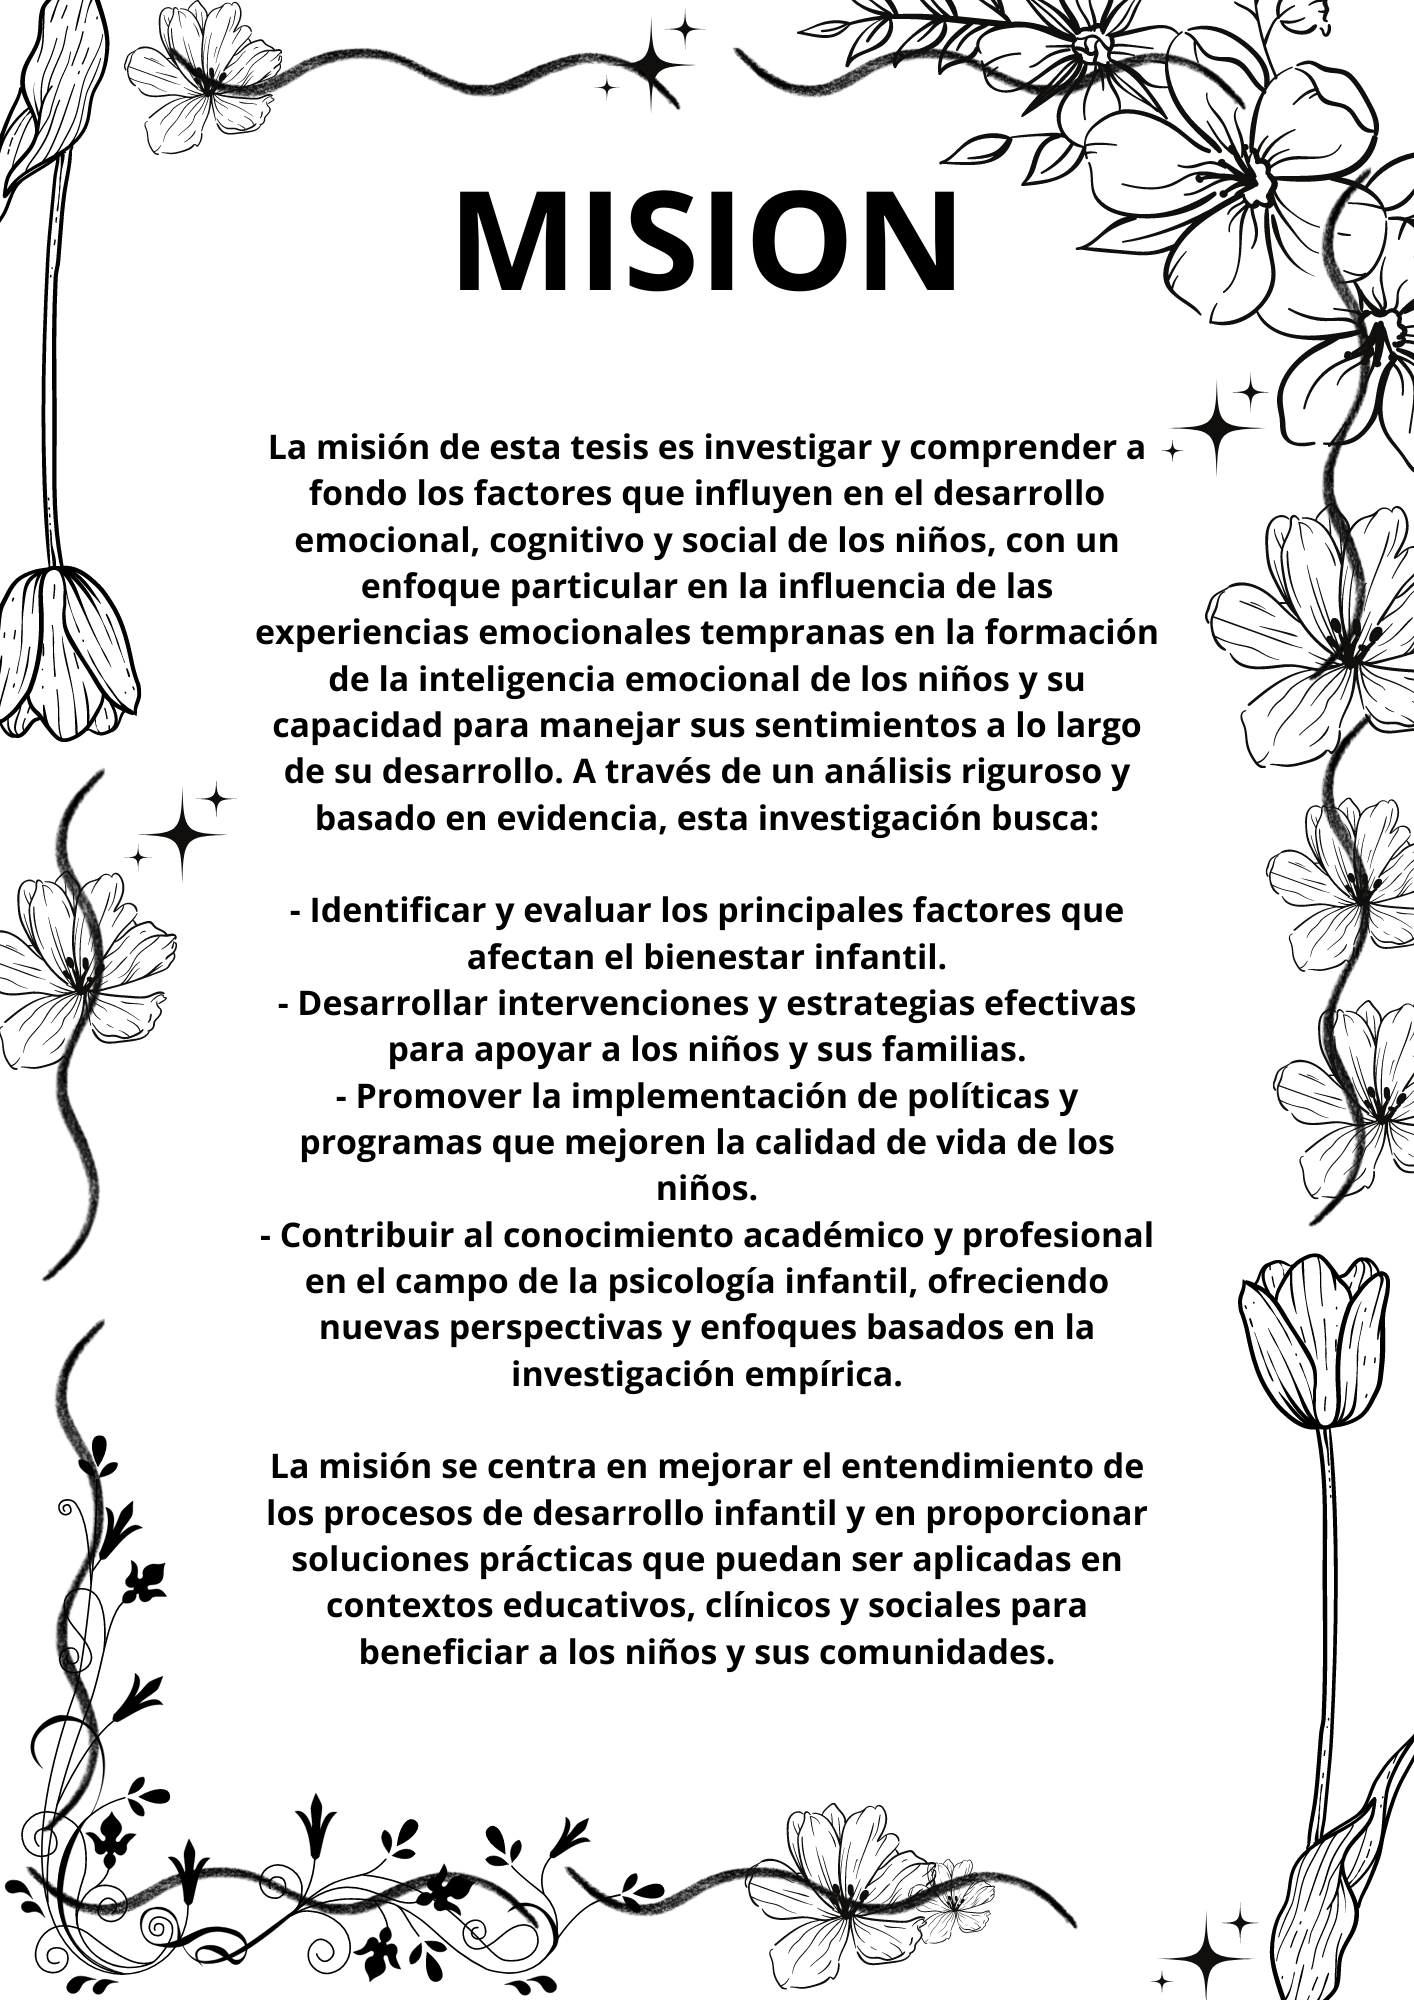 MISION
La misión de esta tesis es investigar y comprender a
fondo los factores que influyen en el desarrollo
emocional, cognitivo y social de los niños, con un
enfoque particular en la influencia de las
experiencias emocionales tempranas en la formación
de la inteligencia emocional de los niños y su
capacidad para manejar sus sentimientos a lo largo
de su desarrollo. A través de un análisis riguroso y
basado en evidencia, esta investigación busca:
- Identificar y evaluar los principales factores que
afectan el bienestar infantil.
- Desarrollar intervenciones y estrategias efectivas
para apoyar a los niños y sus familias.
- Promover la implementación de políticas y
programas que mejoren la calidad de vida de los
niños.
- Contribuir al conocimiento académico y profesional
en el campo de la psicología infantil, ofreciendo
nuevas perspectivas y enfoques basados en la
investigación empírica.
La misión se centra en mejorar el entendimiento de
los procesos de desarrollo infantil y en proporcionar
soluciones prácticas que puedan ser aplicadas en
contextos educativos, clínicos y sociales para
beneficiar a los niños y sus comunidades.